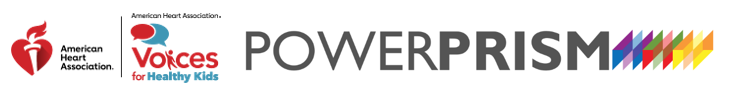 American Heart Association®
American
Heart
Association®
Voices
for Healthy Kids
POWERPRISM